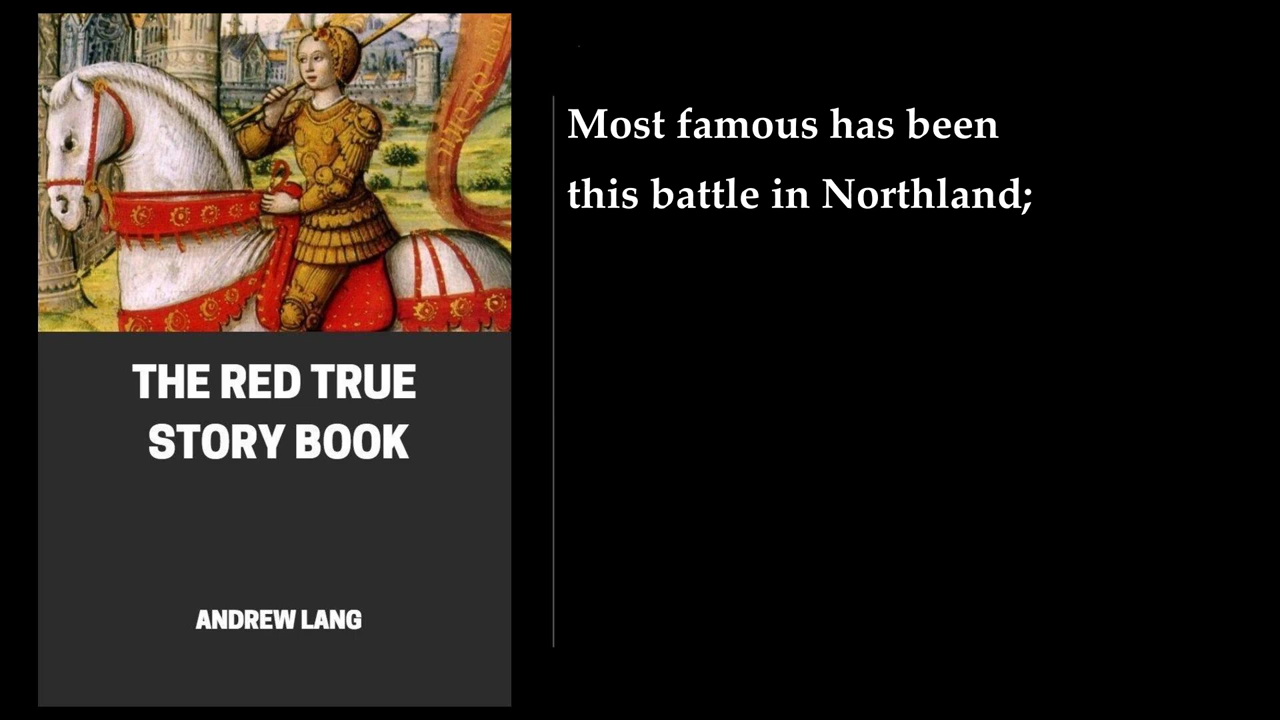 THE RED TRUE
STORY BOOK
ANDREW LANG
Most famous has been
this battle in Northland;